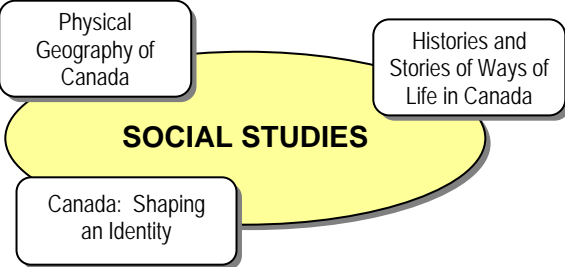 Physical
Geography of
Canada
Histories and
Stories of Ways of
Life in Canada
SOCIAL STUDIES
Canada:  Shaping
an Identity